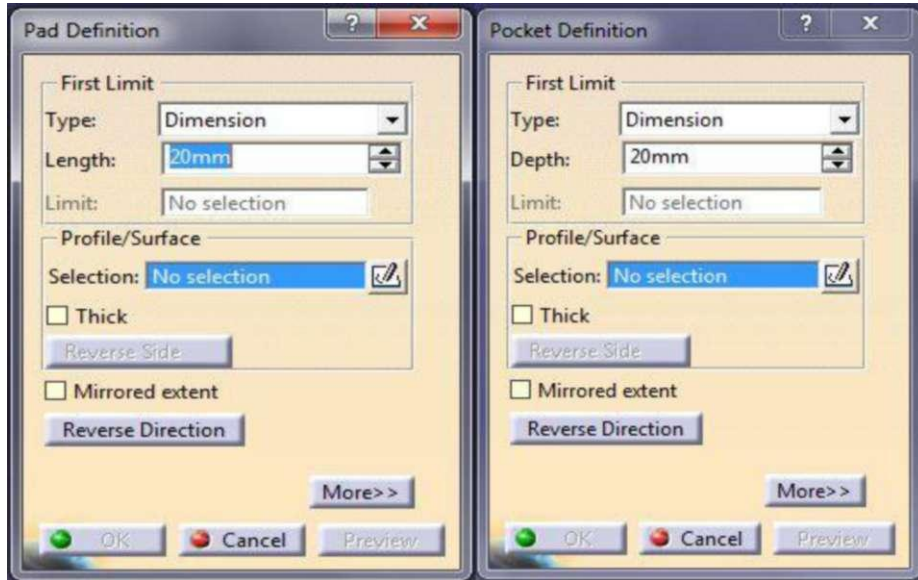 Pad Definition
?
X
First Limit
Type: Dimension
Length: 20mm
Limit: No selection
Profile/Surface
Selection: No selection
Thick
Reverse Side
Mirrored extent
Reverse Direction
More>>
OK Cancel Preview
Pocket Definition
?
X
First Limit
Type: Dimension
Depth: 20mm
Limit: No selection
Profile/Surface
Selection: No selection
Thick
Reverse Side
Mirrored extent
Reverse Direction
More>>
OK Cancel Preview